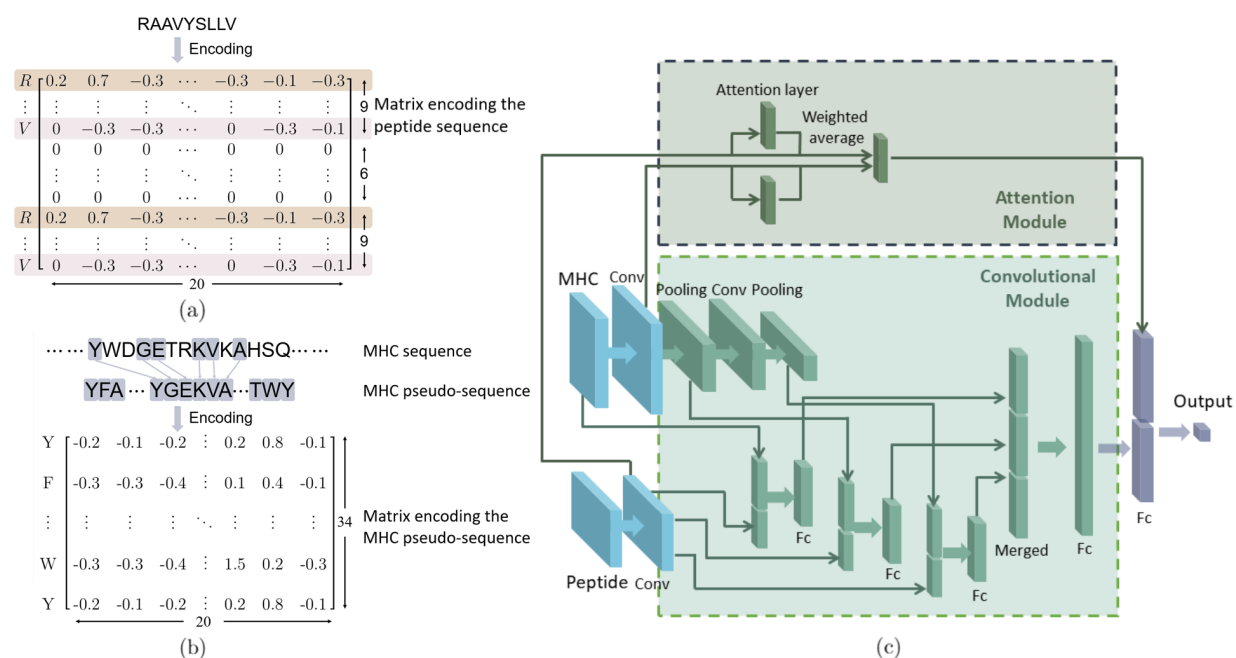 RAAVYSLLV
Encoding
R 0.2 0.7 −0.3 ⋯ −0.3 −0.1 −0.3
⋮ ⋮ ⋮ ⋮ ⋱ ⋮ ⋮ ⋮
V 0 −0.3 −0.3 ⋯ 0 −0.3 −0.1
9
Matrix encoding the
peptide sequence
0 0 0 ⋯ 0 0 0
⋮ ⋮ ⋮ ⋱ ⋮ ⋮ ⋮
0 0 0 ⋯ 0 0 0
6
R 0.2 0.7 −0.3 ⋯ −0.3 −0.1 −0.3
⋮ ⋮ ⋮ ⋮ ⋱ ⋮ ⋮ ⋮
V 0 −0.3 −0.3 ⋯ 0 −0.3 −0.1
9
20
(a)
⋯ ⋯ YWDGETRKVKAHSQ⋯ ⋯
MHC sequence
YFA ⋯ YGEKVA⋯TWY
MHC pseudo-sequence
Encoding
Y -0.2 -0.1 -0.2 ⋮ 0.2 0.8 -0.1
F -0.3 -0.3 -0.4 ⋮ 0.1 0.4 -0.1
⋮ ⋮ ⋮ ⋮ ⋱ ⋮ ⋮ ⋮
W -0.3 -0.3 -0.4 ⋮ 1.5 0.2 -0.3
Y -0.2 -0.1 -0.2 ⋮ 0.2 0.8 -0.1
34
Matrix encoding the
MHC pseudo-sequence
20
(b)
Attention layer
Weighted
average
Attention
Module
MHC
Conv
Pooling
Conv
Pooling
Convolutional
Module
Peptide
Conv
Fc
Fc
Fc
Merged
Fc
Fc
Output
(c)